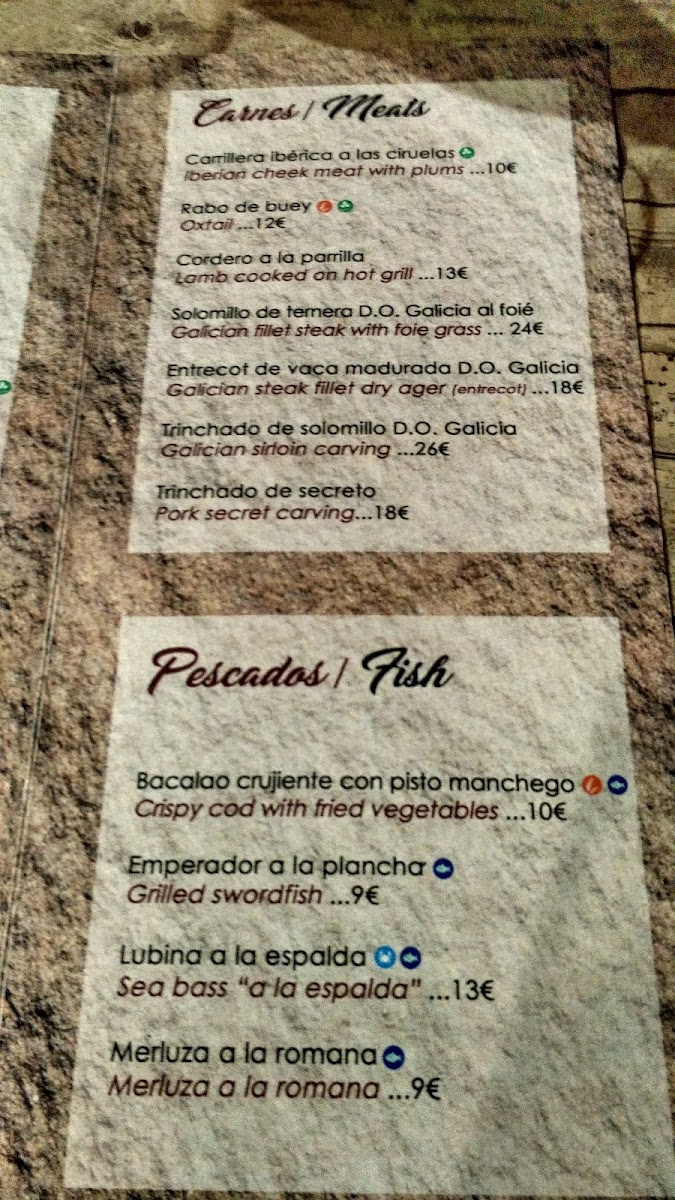 Carnes / Meats
Carrillera ibérica a las ciruelas
Iberian cheek meat with plums ...10€
Rabo de buey
Oxtail ...12€
Cordero a la parrilla
Lamb cooked on hot grill ...13€
Solomillo de ternera D.O. Galicia al foié
Galician fillet steak with foie grass ... 24€
Entrecot de vaca madurada D.O. Galicia
Galician steak fillet dry ager (entrecot) ...18€
Trinchado de solomillo D.O. Galicia
Galician sirloin carving ...26€
Trinchado de secreto
Pork secret carving...18€
Pescados / Fish
Bacalao crujiente con pisto manchego
Crispy cod with fried vegetables ...10€
Emperador a la plancha
Grilled swordfish ...9€
Lubina a la espalda
Sea bass "a la espalda" ...13€
Merluza a la romana
Merluza a la romana ...9€